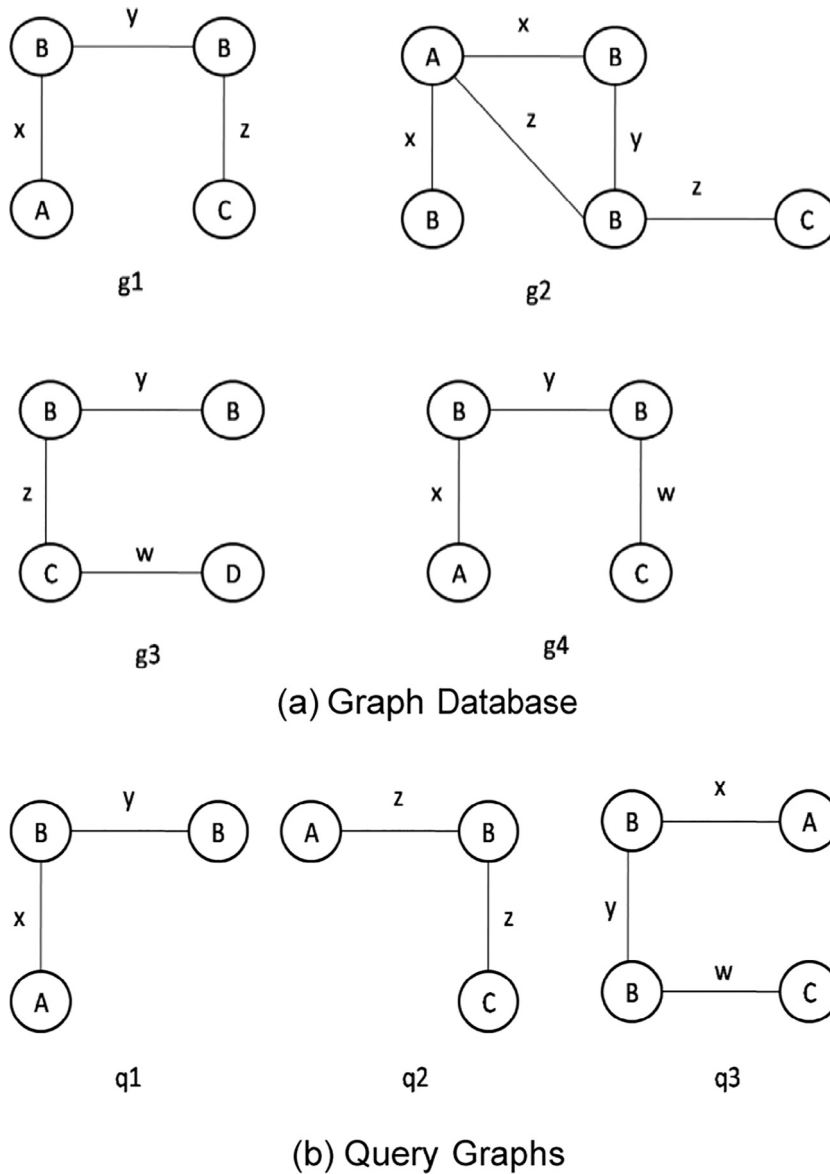 y
B B
x z
A C
g1
x
A B
x z y
z
B B C
g2
y
B B
z
w
C D
g3
y
B B
x w
A C
g4
(a) Graph Database
y
B B
x
A
q1
z
A B
z
C
q2
x
B A
y
w
B C
q3
(b) Query Graphs